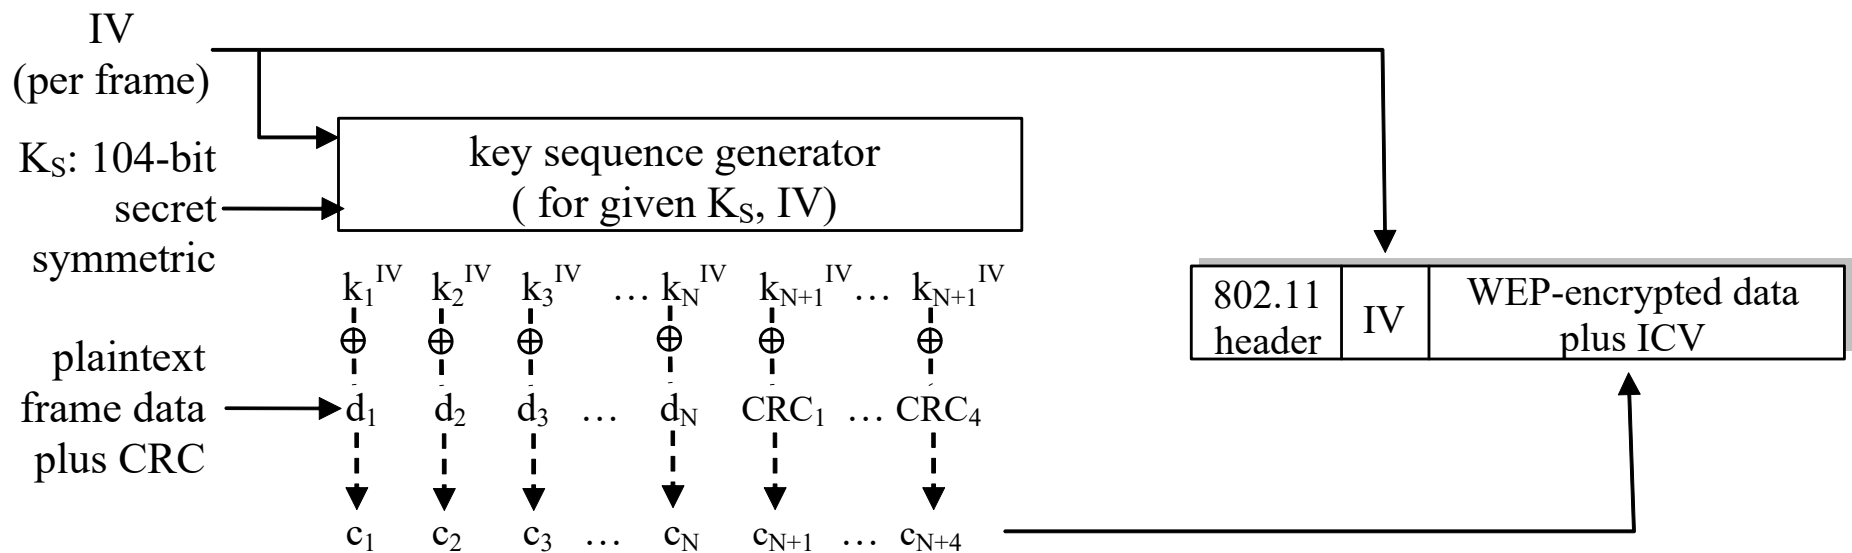 IV
(per frame)
K_S: 104-bit
secret
symmetric
key sequence generator
( for given K_S, IV)
k_1^IV k_2^IV k_3^IV … k_N^IV k_N+1^IV … k_N+1^IV
802.11
header
IV
WEP-encrypted data
plus ICV
plaintext
frame data
plus CRC
d_1 d_2 d_3 … d_N CRC_1 … CRC_4
c_1 c_2 c_3 … c_N c_N+1 … c_N+4